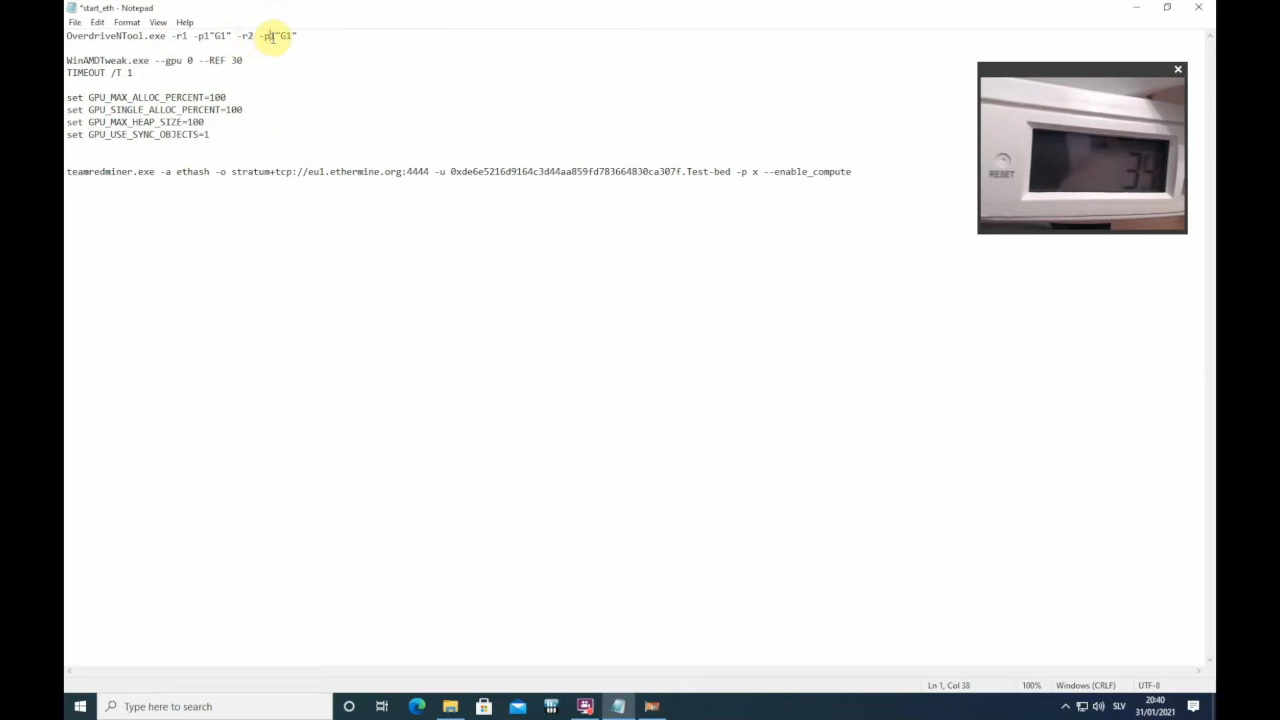 *start_eth - Notepad
File Edit Format View Help
OverdriveNTool.exe -r1 -p1"G1" -r2 -p1"G1"
WinAMDTweak.exe --gpu 0 --REF 30
TIMEOUT /T 1
set GPU_MAX_ALLOC_PERCENT=100
set GPU_SINGLE_ALLOC_PERCENT=100
set GPU_MAX_HEAP_SIZE=100
set GPU_USE_SYNC_OBJECTS=1
teamredminer.exe -a ethash -o stratum+tcp://eu1.ethermine.org:4444 -u 0xde6e5216d9164c3d44aa859fd783664830ca307f.Test-bed -p x --enable_compute
RESET
39
Ln 1, Col 38 100% Windows (CRLF) UTF-8
Type here to search
SLV
20:40
31/01/2021